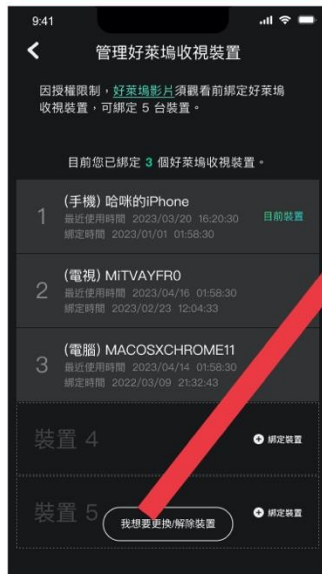 9:41
管理好萊塢收視裝置
因授權限制，好萊塢影片須觀看前綁定好萊塢
收視裝置，可綁定 5 台裝置。
目前您已綁定 3 個好萊塢收視裝置。
1
(手機) 哈咪的iPhone
最近使用時間 2023/03/20 16:20:30
綁定時間 2023/01/01 01:58:30
目前裝置
2
(電視) MiTVAYFR0
最近使用時間 2023/04/16 01:58:30
綁定時間 2023/02/23 12:04:33
3
(電腦) MACOSXCHROME11
最近使用時間 2023/04/14 01:58:30
綁定時間 2022/03/09 21:32:43
裝置 4
綁定裝置
裝置 5
綁定裝置
我想要更換/解除裝置